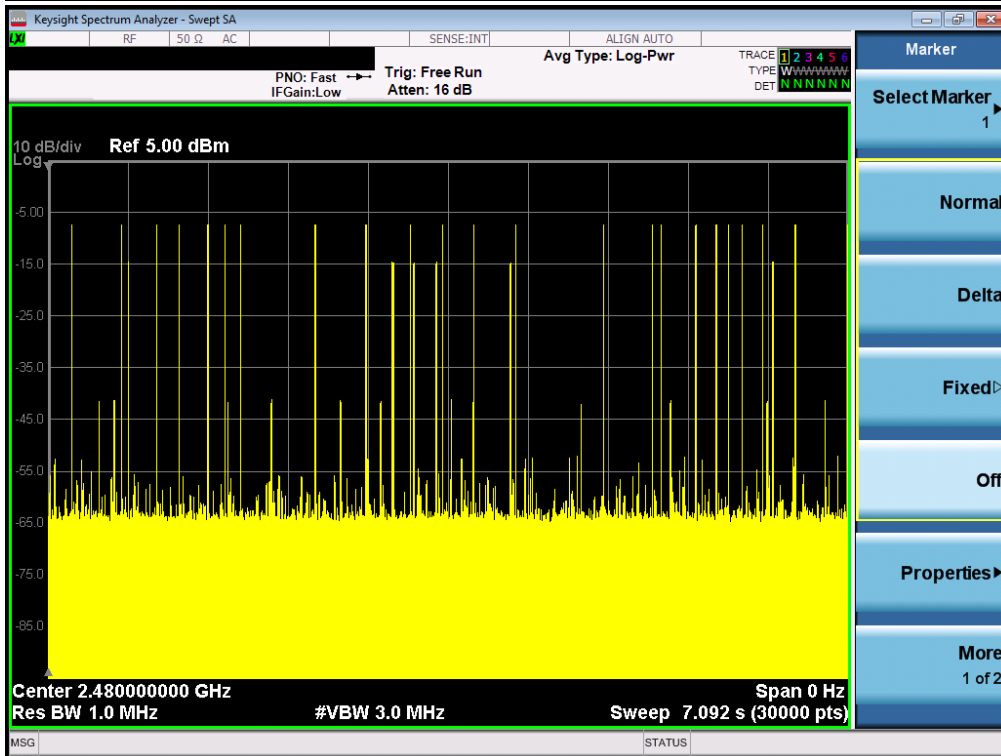 Keysight Spectrum Analyzer - Swept SA
LXI RF 50 Ω AC SENSE:INT ALIGN AUTO
PNO: Fast
IFGain:Low
Trig: Free Run
Atten: 16 dB
Avg Type: Log-Pwr
TRACE 1 2 3 4 5 6
TYPE WWWWWW
DET N N N N N N
10 dB/div
Log
Ref 5.00 dBm
-5.00
-15.0
-25.0
-35.0
-45.0
-55.0
-65.0
-75.0
-85.0
Center 2.480000000 GHz
Span 0 Hz
Res BW 1.0 MHz
#VBW 3.0 MHz
Sweep 7.092 s (30000 pts)
MSG
STATUS
Marker
Select Marker
1
Normal
Delta
Fixed
Off
Properties
More
1 of 2